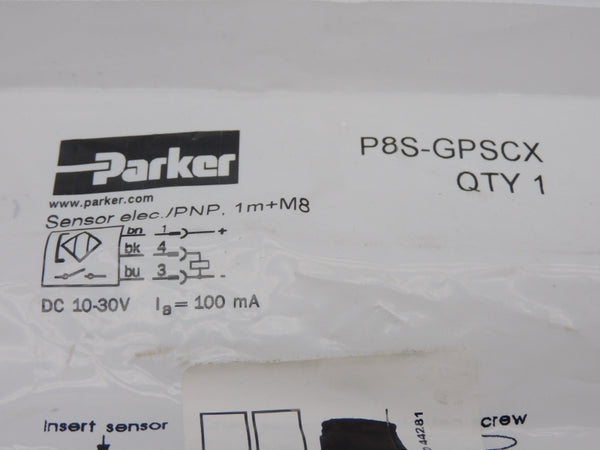 Parker
P8S-GPSCX
QTY 1
www.parker.com
Sensor elec./PNP, 1m+M8
bn 1 +
bk 4
bu 3 -
DC 10-30V Ia = 100 mA
Insert sensor
crew
44281